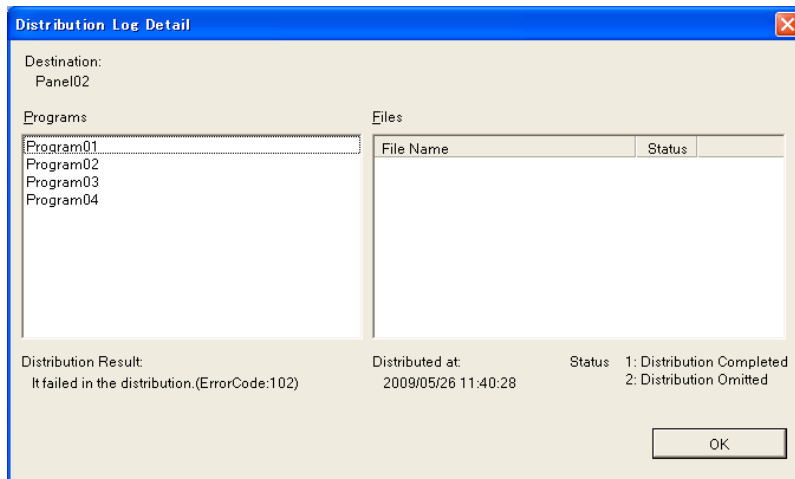 Distribution Log Detail
Destination:
Panel02
Programs
Files
Program01
Program02
Program03
Program04
File Name Status
Distribution Result:
It failed in the distribution.(ErrorCode:102)
Distributed at:
2009/05/26 11:40:28
Status 1: Distribution Completed
2: Distribution Omitted
OK